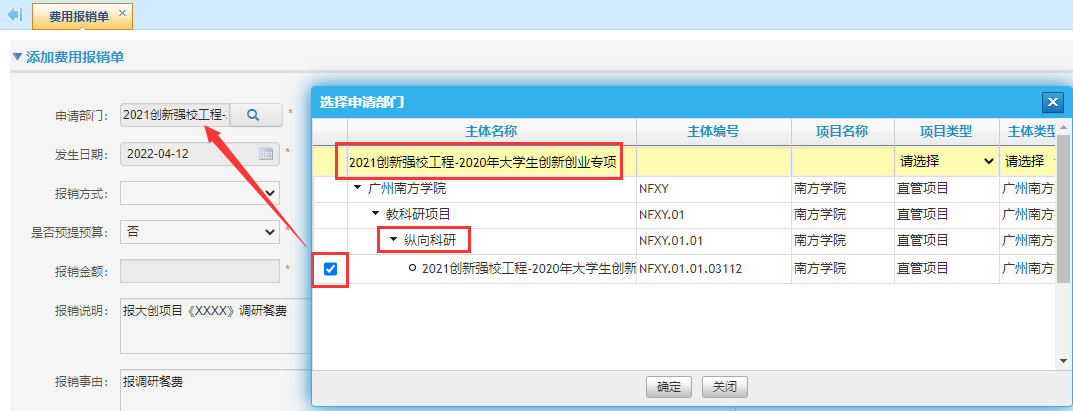 费用报销单
添加费用报销单
选择申请部门
主体名称 主体编号 项目名称 项目类型 主体类型
申请部门: 2021创新强校工程-
2021创新强校工程-2020年大学生创新创业专项 请选择 请选择
发生日期: 2022-04-12
广州南方学院 NFXY 南方学院 直管项目 广州南方
报销方式:
教科研项目 NFXY.01 南方学院 直管项目 广州南方
是否预提预算: 否
纵向科研 NFXY.01.01 南方学院 直管项目 广州南方
报销金额:
2021创新强校工程-2020年大学生创新 NFXY.01.01.03112 南方学院 直管项目 广州南方
报销说明: 报大创项目《XXXX》调研餐费
报销事由: 报调研餐费
确定 关闭